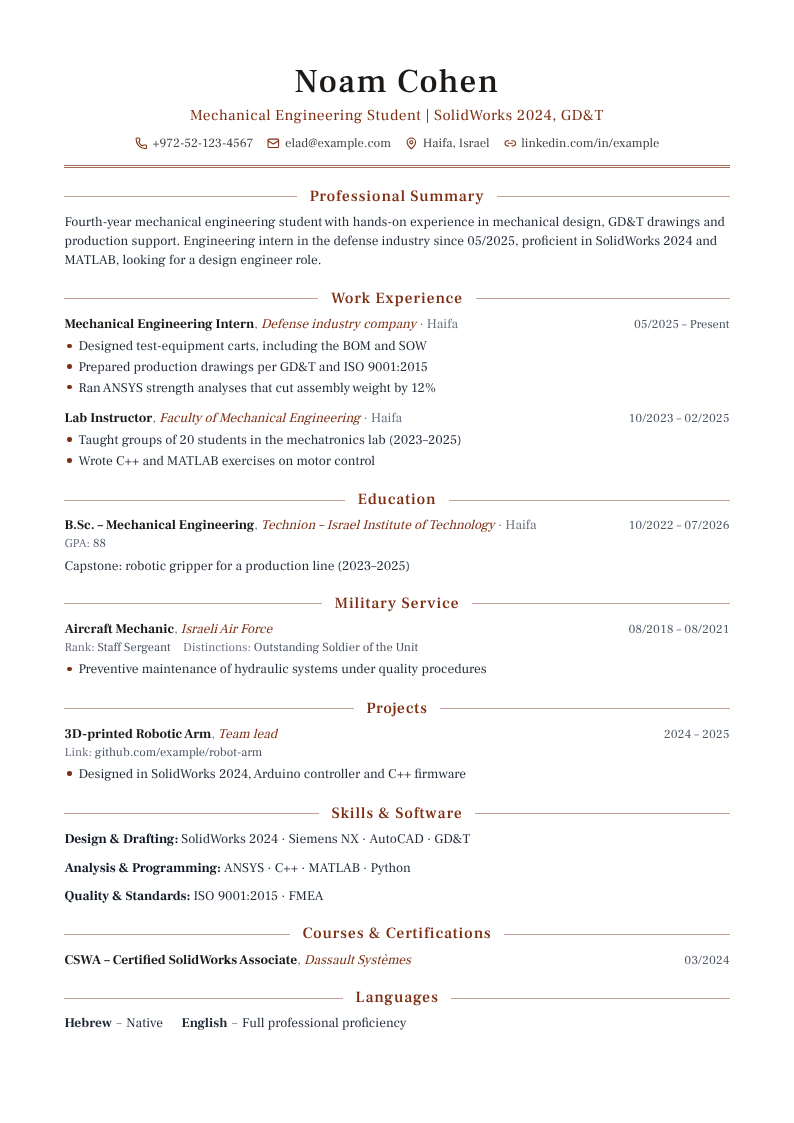 Noam Cohen
Mechanical Engineering Student | SolidWorks 2024, GD&T
+972-52-123-4567 elad@example.com Haifa, Israel linkedin.com/in/example
Professional Summary
Fourth-year mechanical engineering student with hands-on experience in mechanical design, GD&T drawings and
production support. Engineering intern in the defense industry since 05/2025, proficient in SolidWorks 2024 and
MATLAB, looking for a design engineer role.
Work Experience
Mechanical Engineering Intern, Defense industry company · Haifa 05/2025 – Present
• Designed test-equipment carts, including the BOM and SOW
• Prepared production drawings per GD&T and ISO 9001:2015
• Ran ANSYS strength analyses that cut assembly weight by 12%
Lab Instructor, Faculty of Mechanical Engineering · Haifa 10/2023 – 02/2025
• Taught groups of 20 students in the mechatronics lab (2023–2025)
• Wrote C++ and MATLAB exercises on motor control
Education
B.Sc. – Mechanical Engineering, Technion – Israel Institute of Technology · Haifa 10/2022 – 07/2026
GPA: 88
Capstone: robotic gripper for a production line (2023–2025)
Military Service
Aircraft Mechanic, Israeli Air Force 08/2018 – 08/2021
Rank: Staff Sergeant Distinctions: Outstanding Soldier of the Unit
• Preventive maintenance of hydraulic systems under quality procedures
Projects
3D-printed Robotic Arm, Team lead 2024 – 2025
Link: github.com/example/robot-arm
• Designed in SolidWorks 2024, Arduino controller and C++ firmware
Skills & Software
Design & Drafting: SolidWorks 2024 · Siemens NX · AutoCAD · GD&T
Analysis & Programming: ANSYS · C++ · MATLAB · Python
Quality & Standards: ISO 9001:2015 · FMEA
Courses & Certifications
CSWA – Certified SolidWorks Associate, Dassault Systèmes 03/2024
Languages
Hebrew – Native English – Full professional proficiency